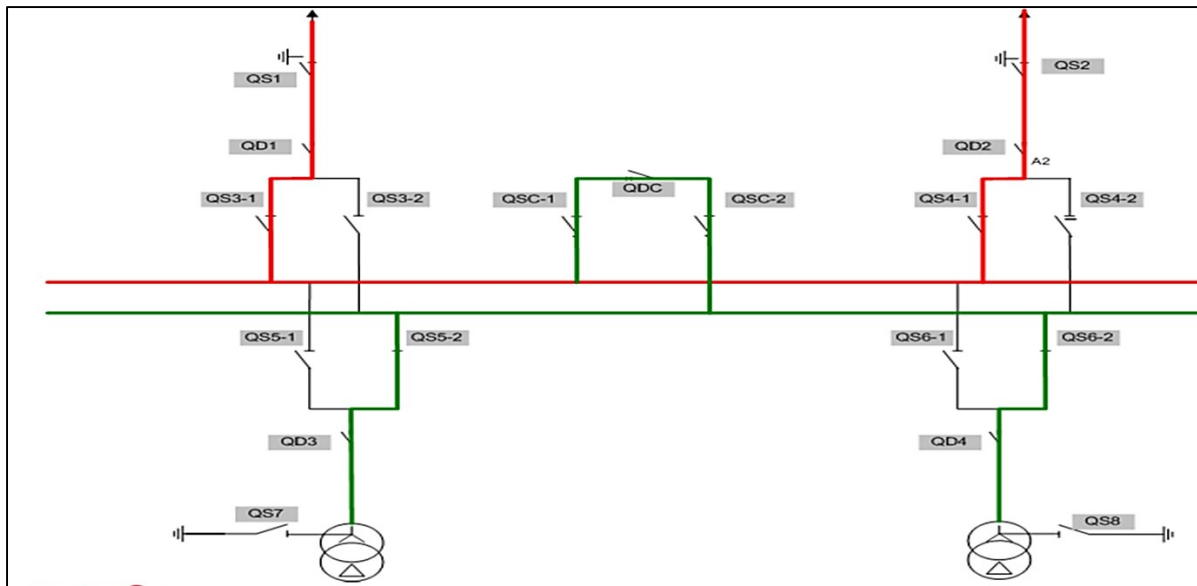 QS1
QS2
QD1
QD2
A2
QS3-1
QS3-2
QSC-1
QDC
QSC-2
QS4-1
QS4-2
QS5-1
QS5-2
QS6-1
QS6-2
QD3
QD4
QS7
QS8